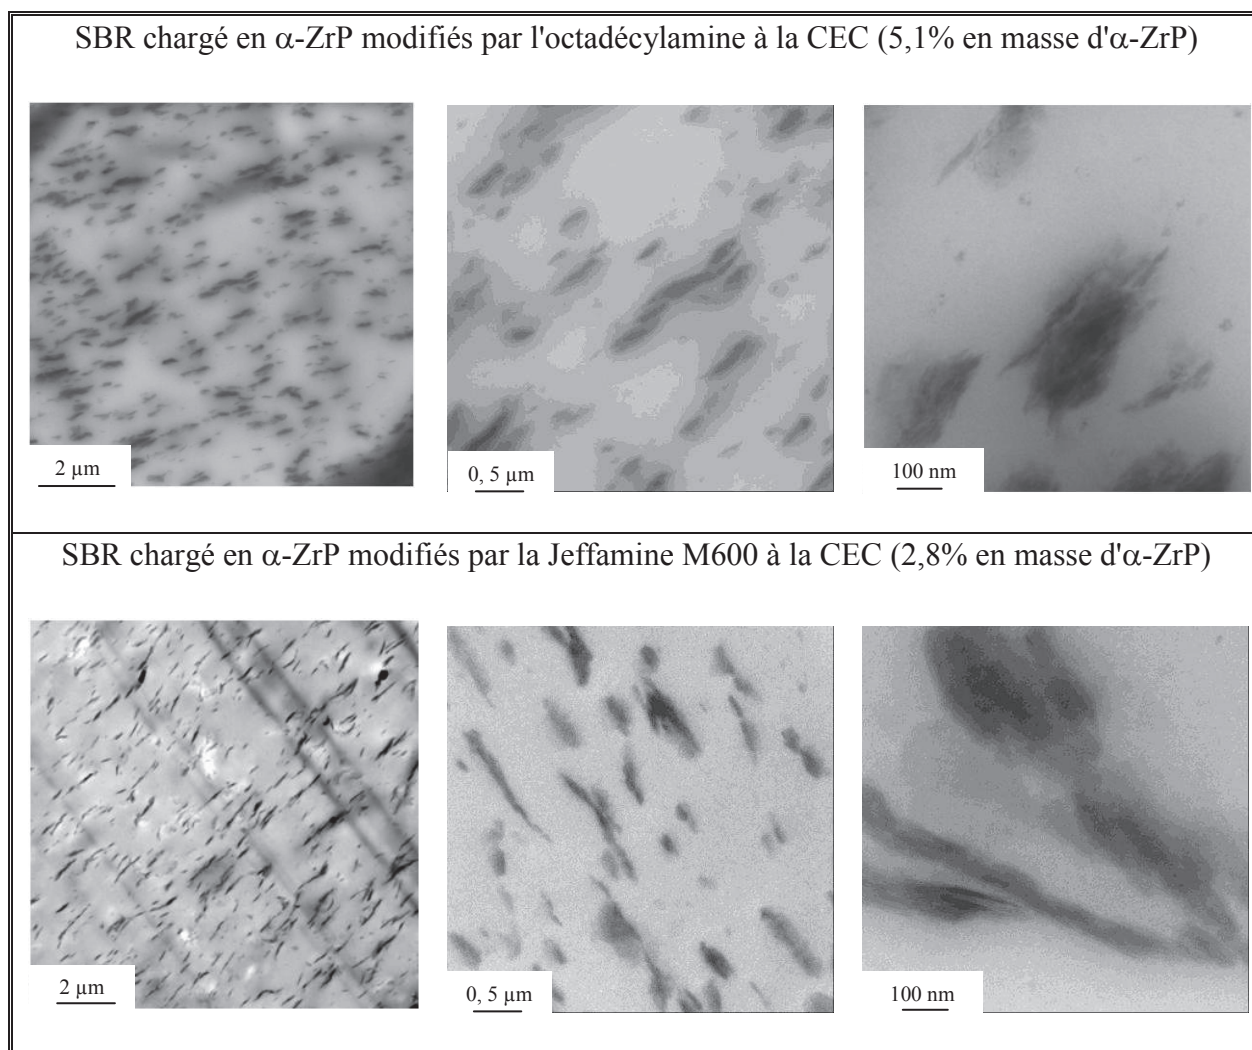 SBR chargé en α-ZrP modifiés par l'octadécylamine à la CEC (5,1% en masse d'α-ZrP)
2 µm
0, 5 µm
100 nm
SBR chargé en α-ZrP modifiés par la Jeffamine M600 à la CEC (2,8% en masse d'α-ZrP)
2 µm
0, 5 µm
100 nm